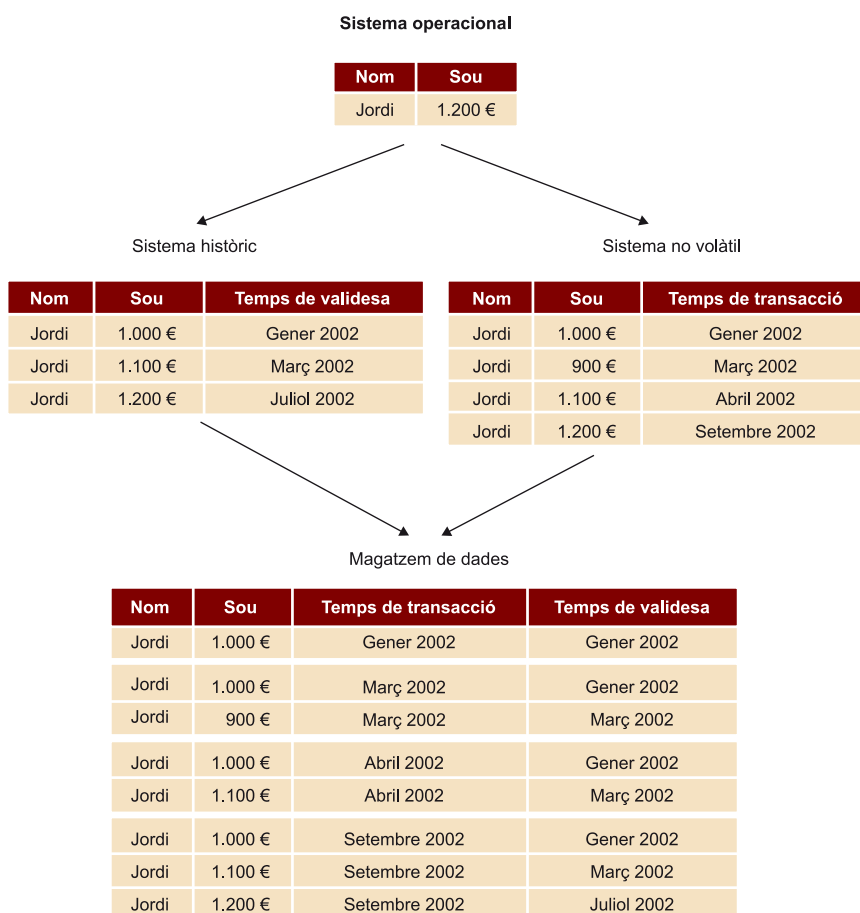 Sistema operacional
Nom Sou
Jordi 1.200 €
Sistema històric
Nom Sou Temps de validesa
Jordi 1.000 € Gener 2002
Jordi 1.100 € Març 2002
Jordi 1.200 € Juliol 2002
Sistema no volàtil
Nom Sou Temps de transacció
Jordi 1.000 € Gener 2002
Jordi 900 € Març 2002
Jordi 1.100 € Abril 2002
Jordi 1.200 € Setembre 2002
Magatzem de dades
Nom Sou Temps de transacció Temps de validesa
Jordi 1.000 € Gener 2002 Gener 2002
Jordi 1.000 € Març 2002 Gener 2002
Jordi 900 € Març 2002 Març 2002
Jordi 1.000 € Abril 2002 Gener 2002
Jordi 1.100 € Abril 2002 Març 2002
Jordi 1.000 € Setembre 2002 Gener 2002
Jordi 1.100 € Setembre 2002 Març 2002
Jordi 1.200 € Setembre 2002 Juliol 2002